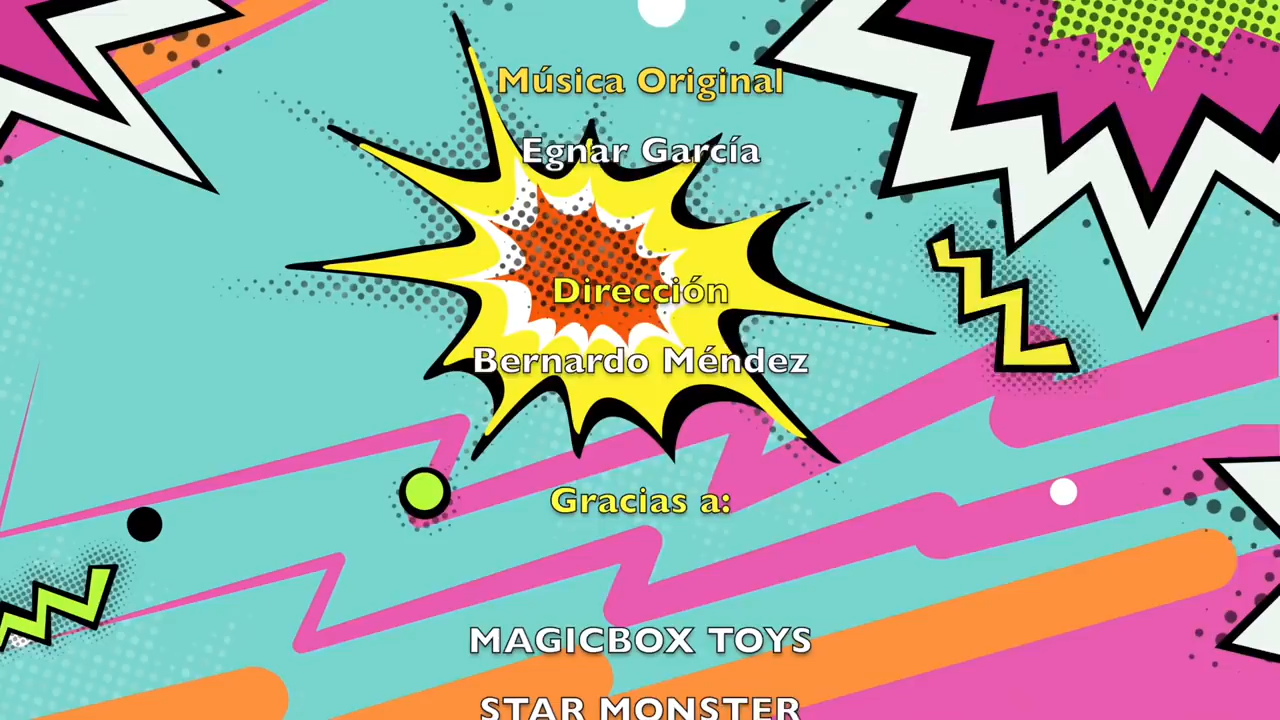 Música Original
Egnar García
Dirección
Bernardo Méndez
Gracias a:
MAGICBOX TOYS
STAR MONSTER